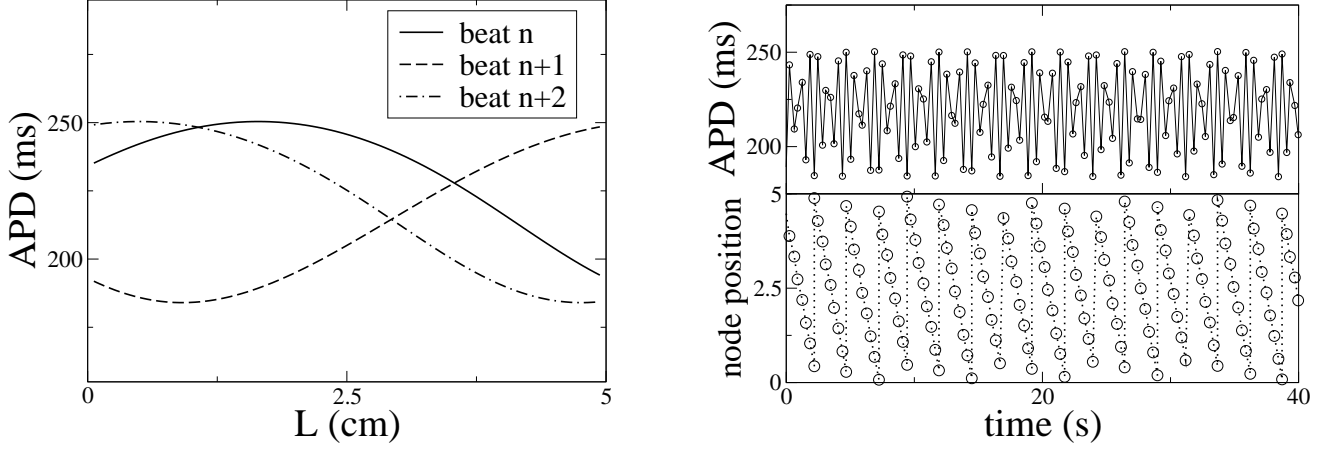 beat n
beat n+1
beat n+2
250
200
APD (ms)
0
2.5
5
L (cm)
250
200
APD (ms)
5
2.5
0
node position
0
20
40
time (s)